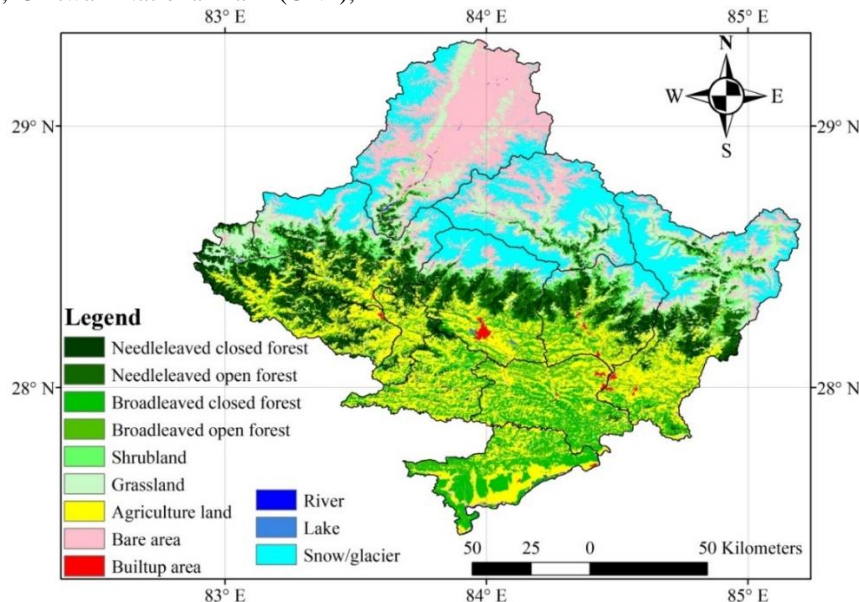 83° E 84° E 85° E
N
W E
S
29° N 29° N
Legend
Needleleaved closed forest
Needleleaved open forest
Broadleaved closed forest
Broadleaved open forest
Shrubland
Grassland
Agriculture land
Bare area
Builtup area
River
Lake
Snow/glacier
28° N 28° N
50 25 0 50 Kilometers
83° E 84° E 85° E